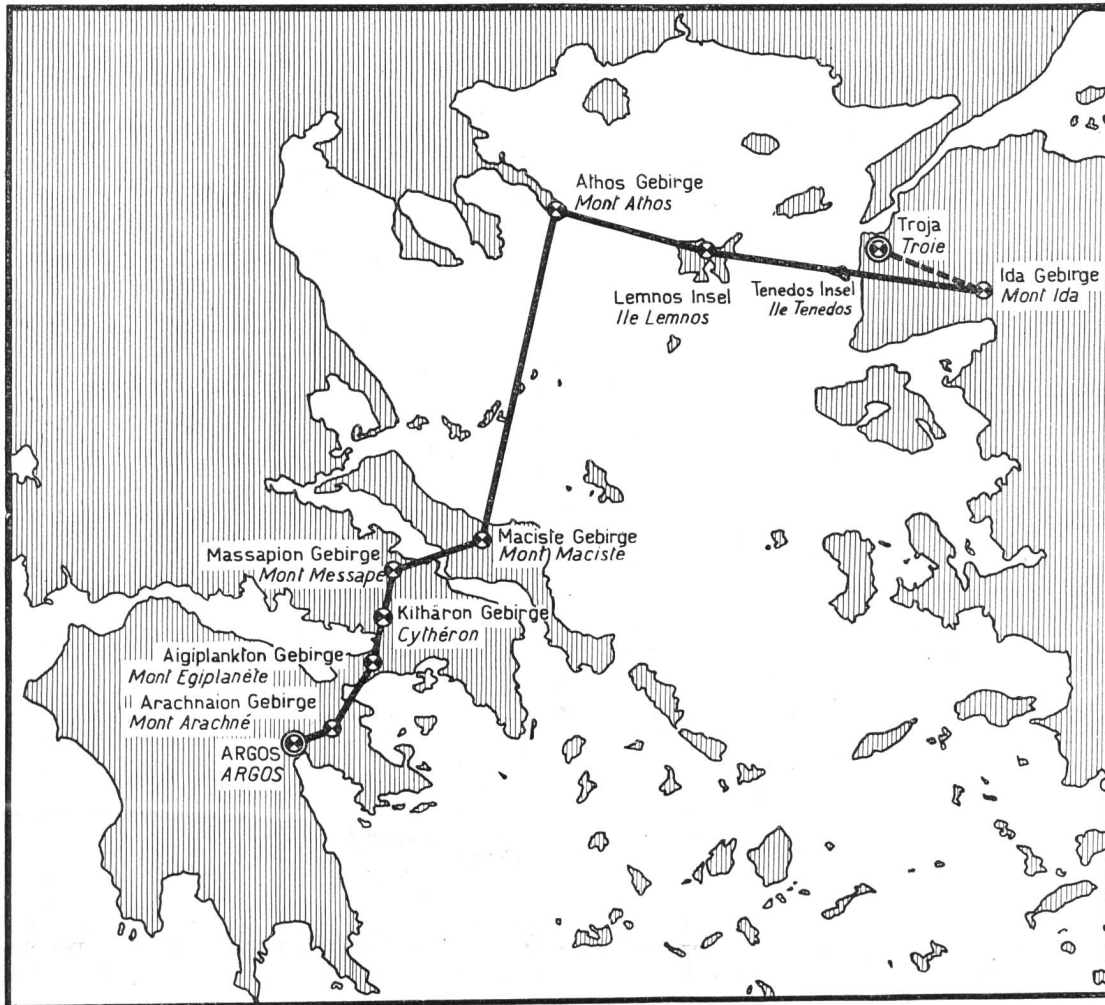 Athos Gebirge
Mont Athos
Troja
Troie
Ida Gebirge
Mont Ida
Lemnos Insel
Ile Lemnos
Tenedos Insel
Ile Tenedos
Maciste Gebirge
Mont Maciste
Massapion Gebirge
Mont Messape
Kithäron Gebirge
Cythéron
Aigiplankton Gebirge
Mont Egiplanète
Arachnaion Gebirge
Mont Arachné
ARGOS
ARGOS